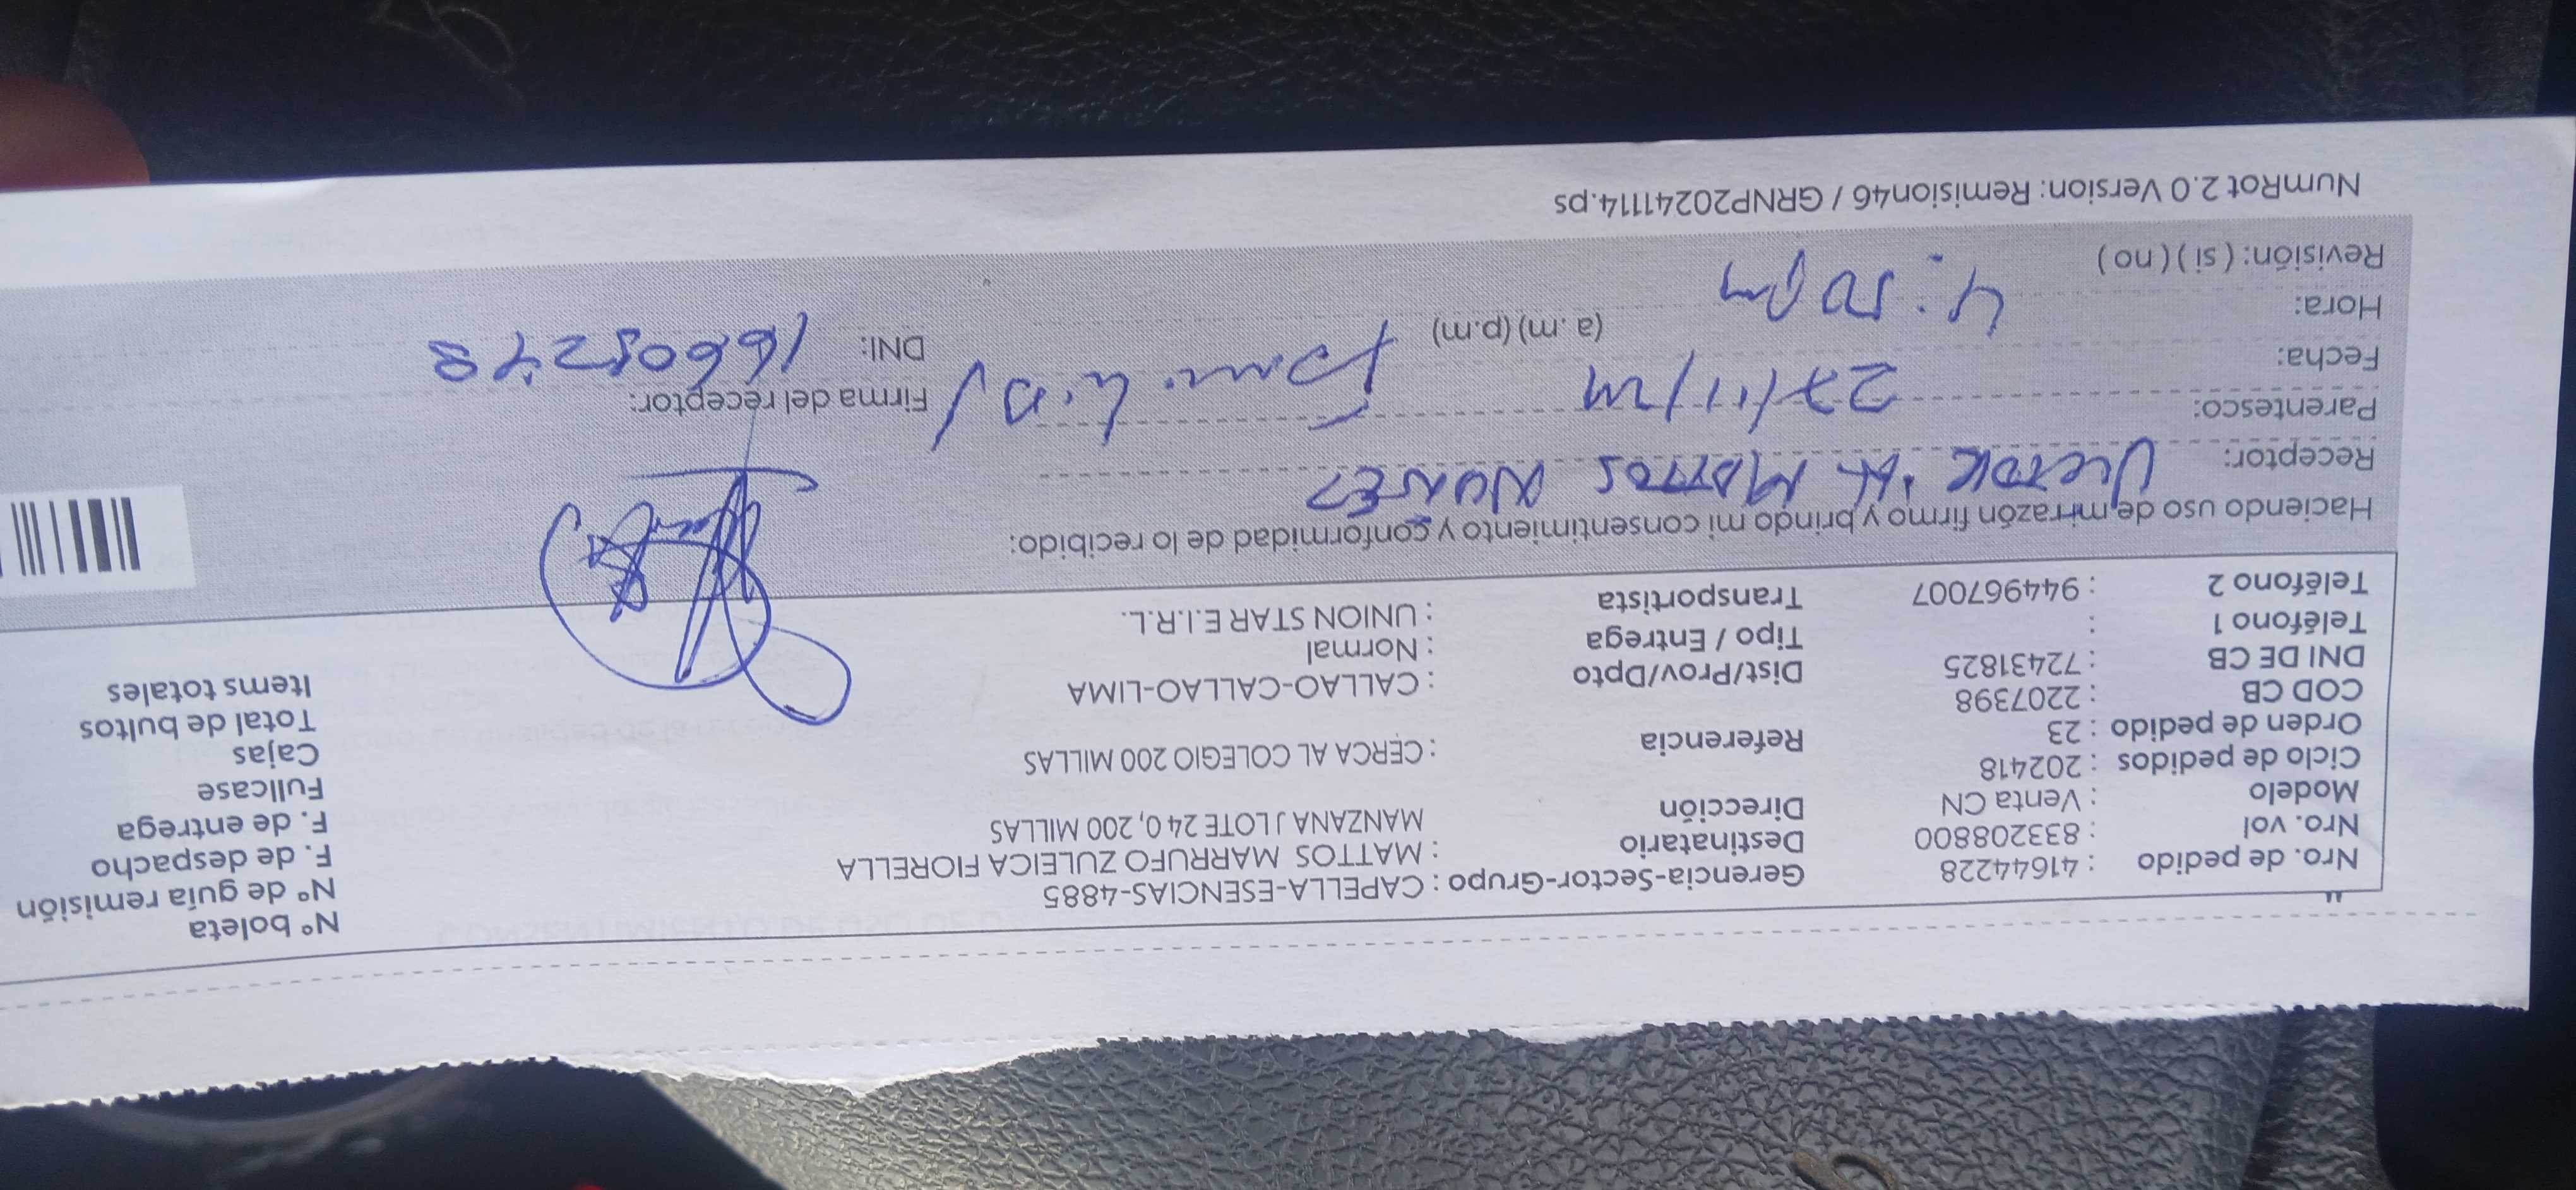 Nº boleta
Nº de guía remisión
F. de despacho
F. de entrega
Fullcase
Cajas
Total de bultos
Items totales
Nro. de pedido : 41644228
Nro. vol : 833208800
Modelo : Venta CN
Ciclo de pedidos : 202418
Orden de pedido : 23
COD CB : 2207398
DNI DE CB : 72431825
Teléfono 1 :
Teléfono 2 : 944967007
Gerencia-Sector-Grupo : CAPELLA-ESENCIAS-4885
Destinatario : MATTOS MARRUFO ZULEICA FIORELLA
Dirección MANZANA J LOTE 24 0, 200 MILLAS
Referencia : CERCA AL COLEGIO 200 MILLAS
Dist/Prov/Dpto : CALLAO-CALLAO-LIMA
Tipo / Entrega : Normal
Transportista : UNION STAR E.I.R.L.
Haciendo uso de mi razón firmo y brindo mi consentimiento y conformidad de lo recibido:
Receptor: VICTOR M. MATTOS NUÑEZ
Parentesco:
Fecha: 27/11/24
Hora: 4:50 pm (a.m) (p.m)
Revisión: ( si ) ( no )
Firma del receptor:
DNI: 16605278
NumRot 2.0 Version: Remision46 / GRNP20241114.ps